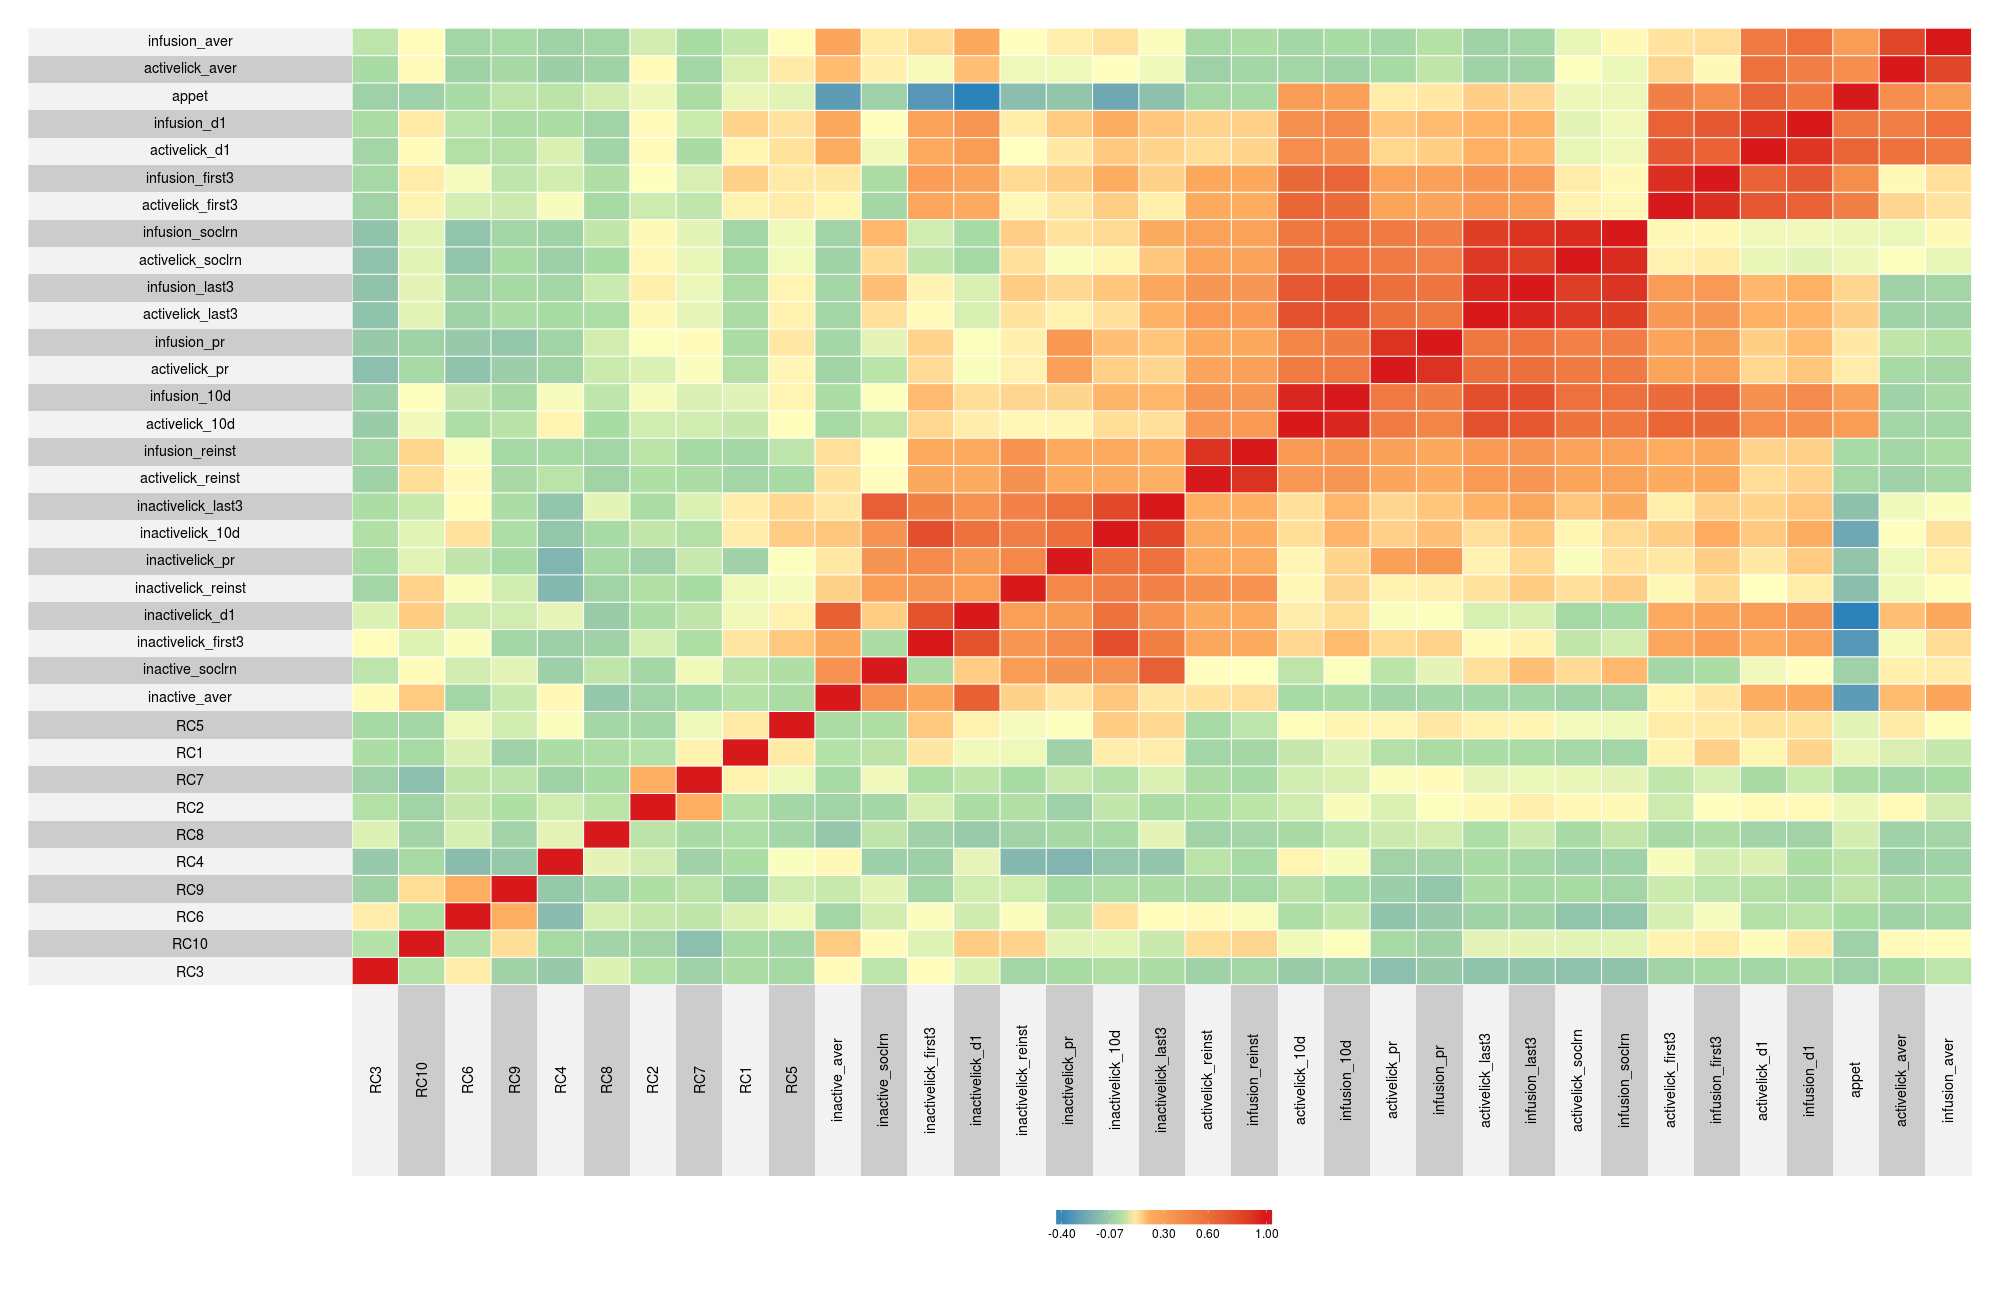 infusion_aver
activelick_aver
appet
infusion_d1
activelick_d1
infusion_first3
activelick_first3
infusion_soclrn
activelick_soclrn
infusion_last3
activelick_last3
infusion_pr
activelick_pr
infusion_10d
activelick_10d
infusion_reinst
activelick_reinst
inactivelick_last3
inactivelick_10d
inactivelick_pr
inactivelick_reinst
inactivelick_d1
inactivelick_first3
inactive_soclrn
inactive_aver
RC5
RC1
RC7
RC2
RC8
RC4
RC9
RC6
RC10
RC3
RC3
RC10
RC6
RC9
RC4
RC8
RC2
RC7
RC1
RC5
inactive_aver
inactive_soclrn
inactivelick_first3
inactivelick_d1
inactivelick_reinst
inactivelick_pr
inactivelick_10d
inactivelick_last3
activelick_reinst
infusion_reinst
activelick_10d
infusion_10d
activelick_pr
infusion_pr
activelick_last3
infusion_last3
activelick_soclrn
infusion_soclrn
activelick_first3
infusion_first3
activelick_d1
infusion_d1
appet
activelick_aver
infusion_aver
-0.40 -0.07 0.30 0.60 1.00